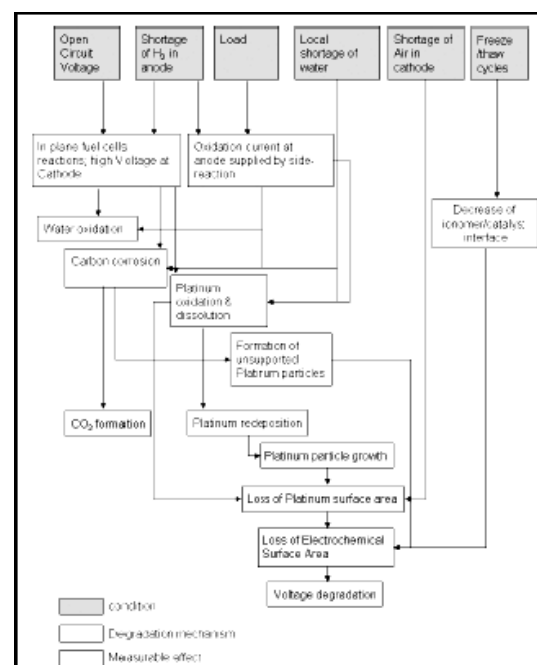 Open
Circuit
Voltage
Shortage
of H₂ in
anode
Load
Local
shortage of
water
Shortage of
Air in
cathode
Freeze
/thaw
cycles
In plane fuel cells
reactions; high Voltage at
Cathode
Oxidation current at
anode supplied by side-
reaction
Water oxidation
Decrease of
ionomer/catalyst
interface
Carbon corrosion
Platinum
oxidation &
dissolution
Formation of
unsupported
Platinum particles
CO₂ formation
Platinum redeposition
Platinum particle growth
Loss of Platinum surface area
Loss of Electrochemical
Surface Area
Voltage degradation
condition
Degradation mechanism
Measurable effect